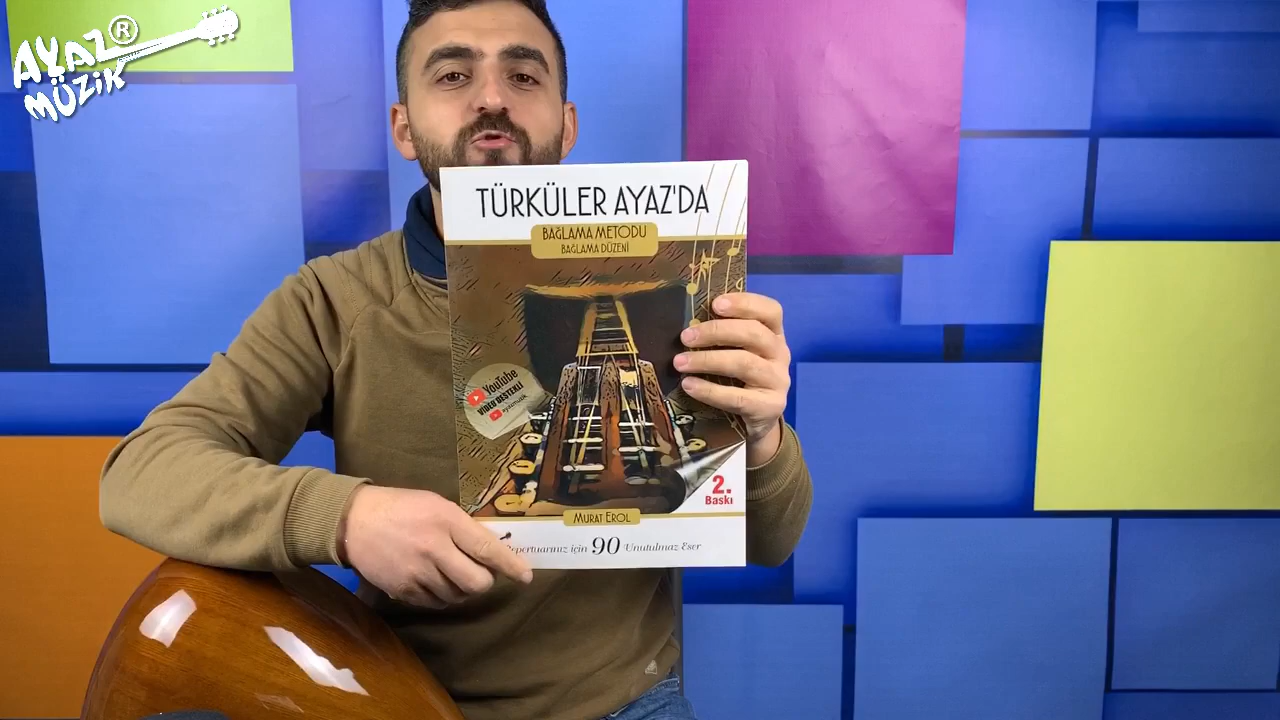 AYAZ®
MÜZİK
TÜRKÜLER AYAZ'DA
BAĞLAMA METODU
BAĞLAMA DÜZENİ
YouTube
VİDEO DESTEKLİ
ayazmuzik
2.
Baskı
MURAT EROL
Repertuarınız için 90 Unutulmaz Eser